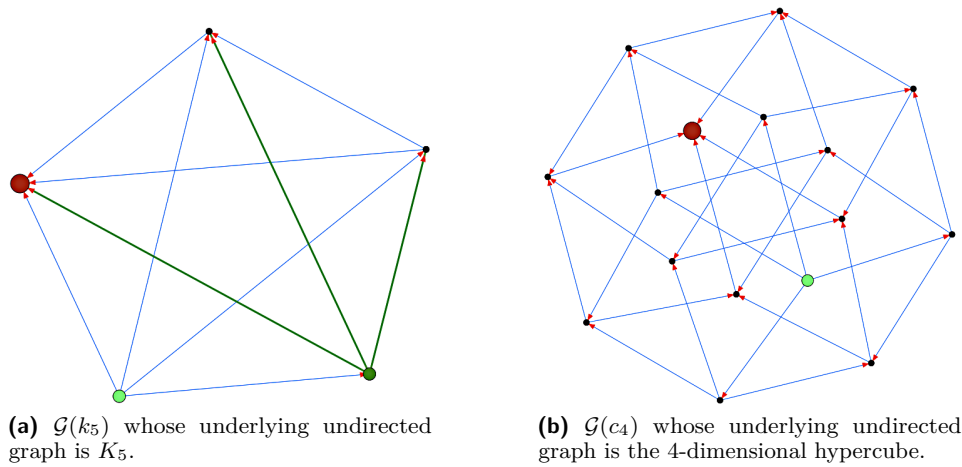 (a) 𝒢(k₅) whose underlying undirected
graph is K₅.
(b) 𝒢(c₄) whose underlying undirected
graph is the 4-dimensional hypercube.